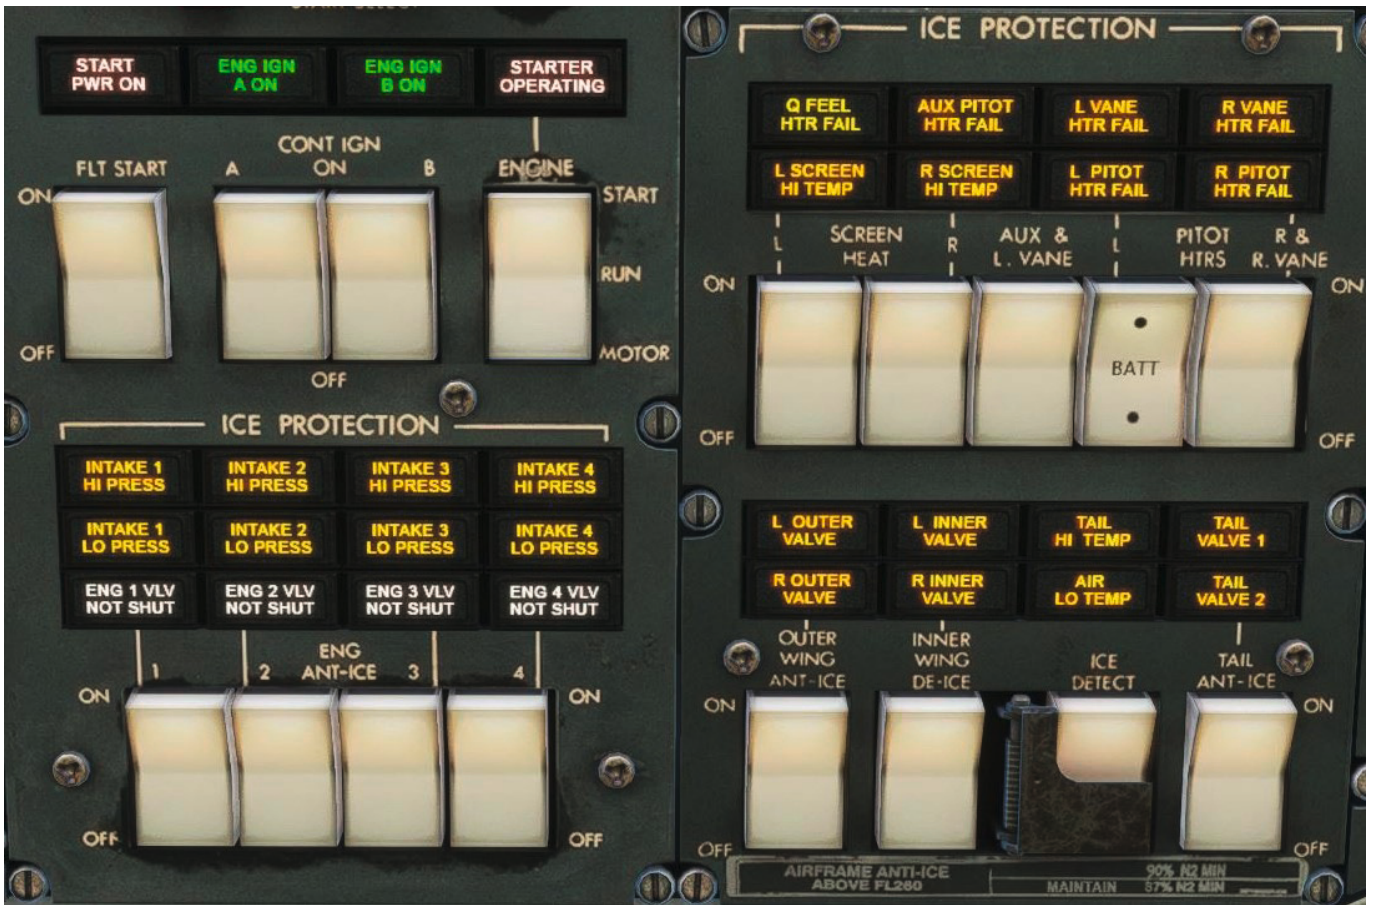 START
PWR ON
ENG IGN
A ON
ENG IGN
B ON
STARTER
OPERATING
FLT START
CONT IGN
A ON B
ENGINE
ON
START
RUN
OFF
OFF
MOTOR
ICE PROTECTION
INTAKE 1
HI PRESS
INTAKE 2
HI PRESS
INTAKE 3
HI PRESS
INTAKE 4
HI PRESS
INTAKE 1
LO PRESS
INTAKE 2
LO PRESS
INTAKE 3
LO PRESS
INTAKE 4
LO PRESS
ENG 1 VLV
NOT SHUT
ENG 2 VLV
NOT SHUT
ENG 3 VLV
NOT SHUT
ENG 4 VLV
NOT SHUT
ENG
1 2 ANT-ICE 3 4
ON ON
OFF OFF
ICE PROTECTION
Q FEEL
HTR FAIL
AUX PITOT
HTR FAIL
L VANE
HTR FAIL
R VANE
HTR FAIL
L SCREEN
HI TEMP
R SCREEN
HI TEMP
L PITOT
HTR FAIL
R PITOT
HTR FAIL
L
SCREEN
HEAT
R
AUX &
L. VANE
L
PITOT
HTRS
R &
R. VANE
ON ON
BATT
OFF OFF
L OUTER
VALVE
L INNER
VALVE
TAIL
HI TEMP
TAIL
VALVE 1
R OUTER
VALVE
R INNER
VALVE
AIR
LO TEMP
TAIL
VALVE 2
OUTER
WING
ANT-ICE
INNER
WING
DE-ICE
ICE
DETECT
TAIL
ANT-ICE
ON ON
OFF OFF
AIRFRAME ANTI-ICE
ABOVE FL260
90% N2 MIN
MAINTAIN 67% N2 MIN